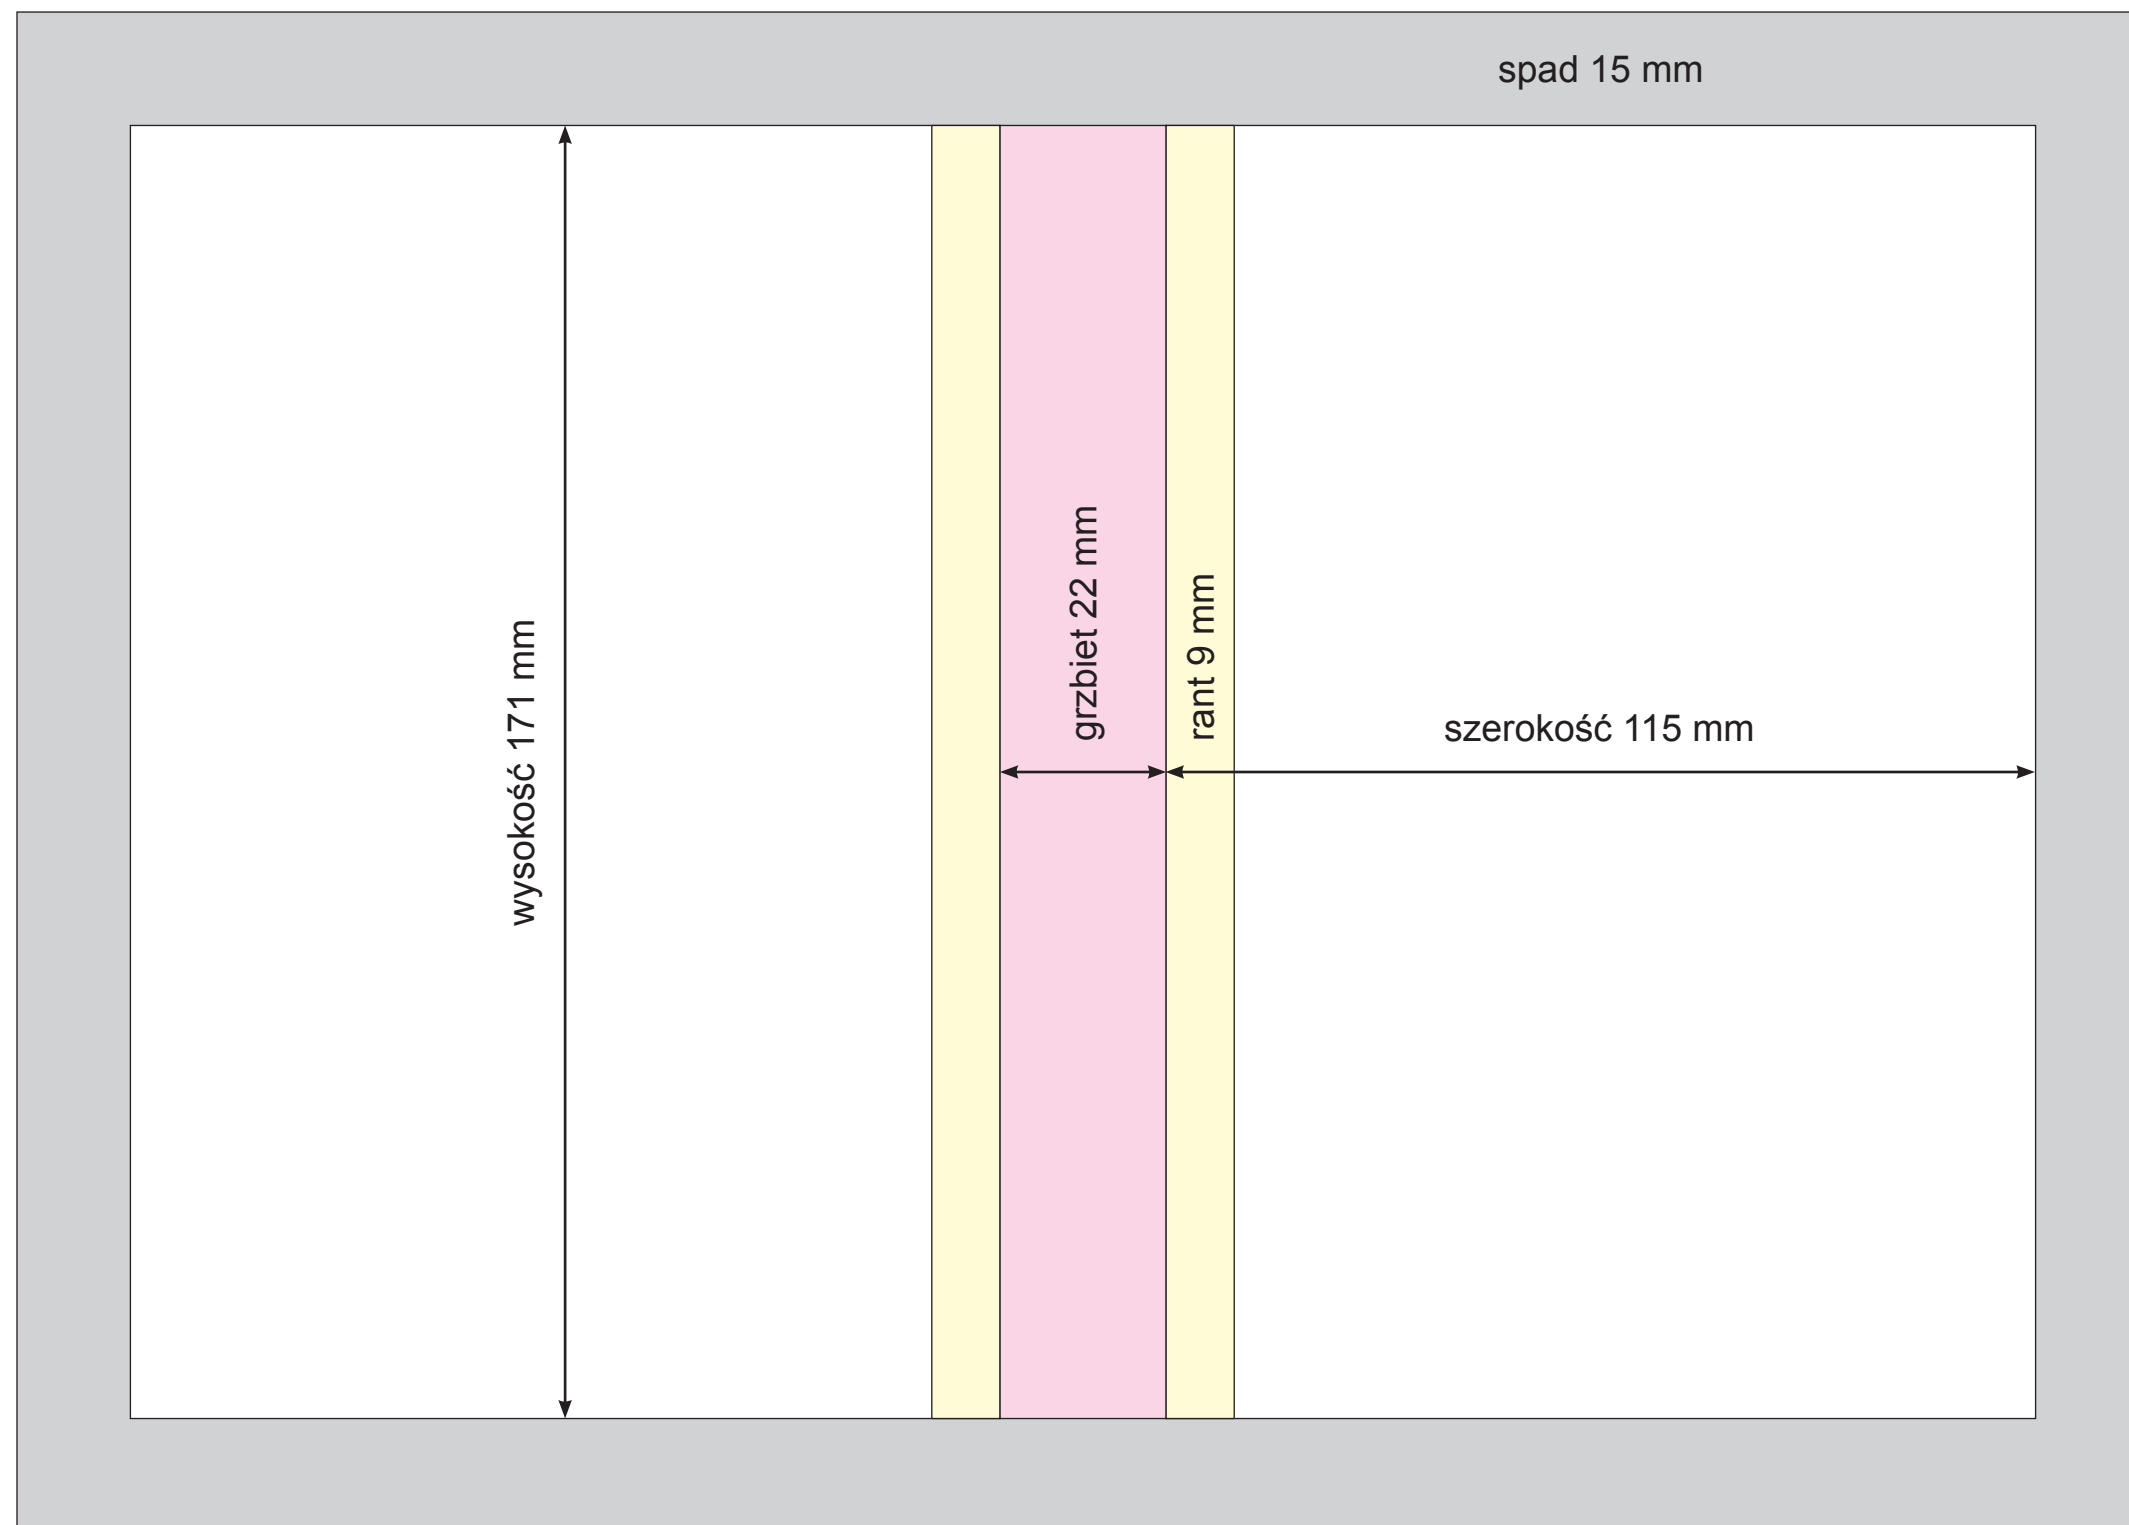 spad 15 mm
wysokość 171 mm
grzbiet 22 mm
rant 9 mm
szerokość 115 mm